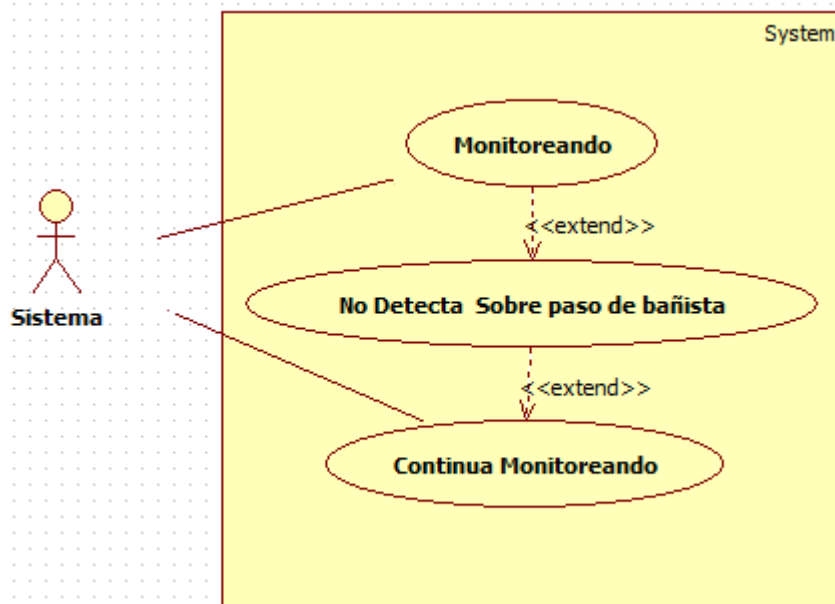 System
Monitoreando
<<extend>>
No Detecta Sobre paso de bañista
Sistema
<<extend>>
Continua Monitoreando